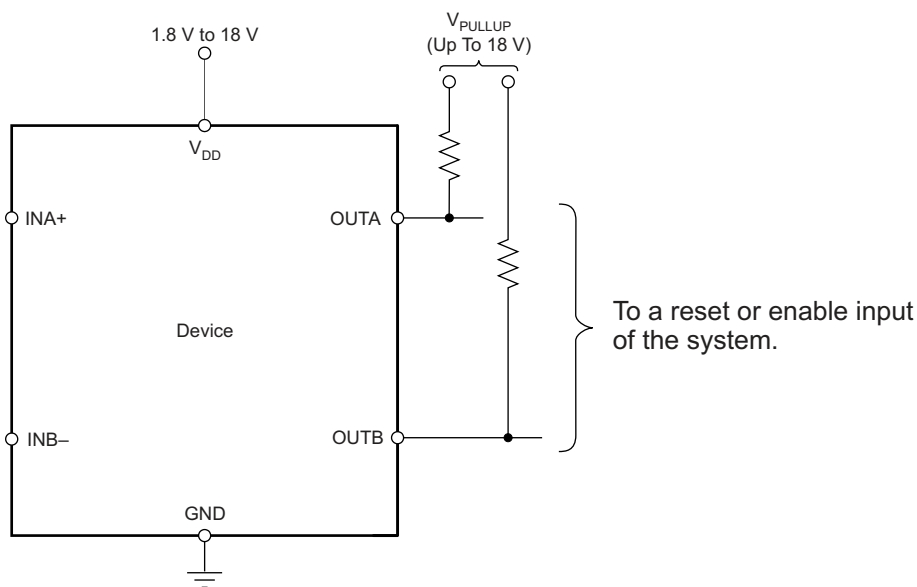 1.8 V to 18 V
VPULLUP
(Up To 18 V)
VDD
INA+
OUTA
Device
To a reset or enable input
of the system.
INB–
OUTB
GND